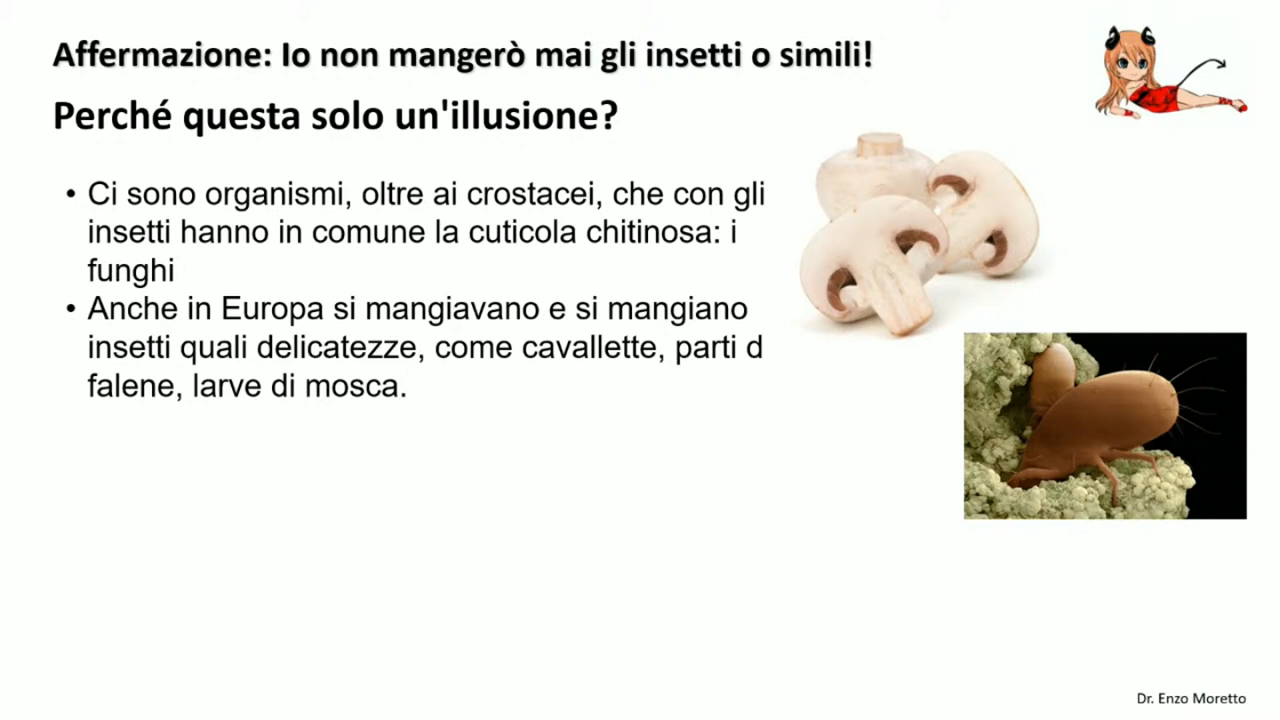 Affermazione: Io non mangerò mai gli insetti o simili!
Perché questa solo un'illusione?
• Ci sono organismi, oltre ai crostacei, che con gli
insetti hanno in comune la cuticola chitinosa: i
funghi
• Anche in Europa si mangiavano e si mangiano
insetti quali delicatezze, come cavallette, parti d
falene, larve di mosca.
Dr. Enzo Moretto